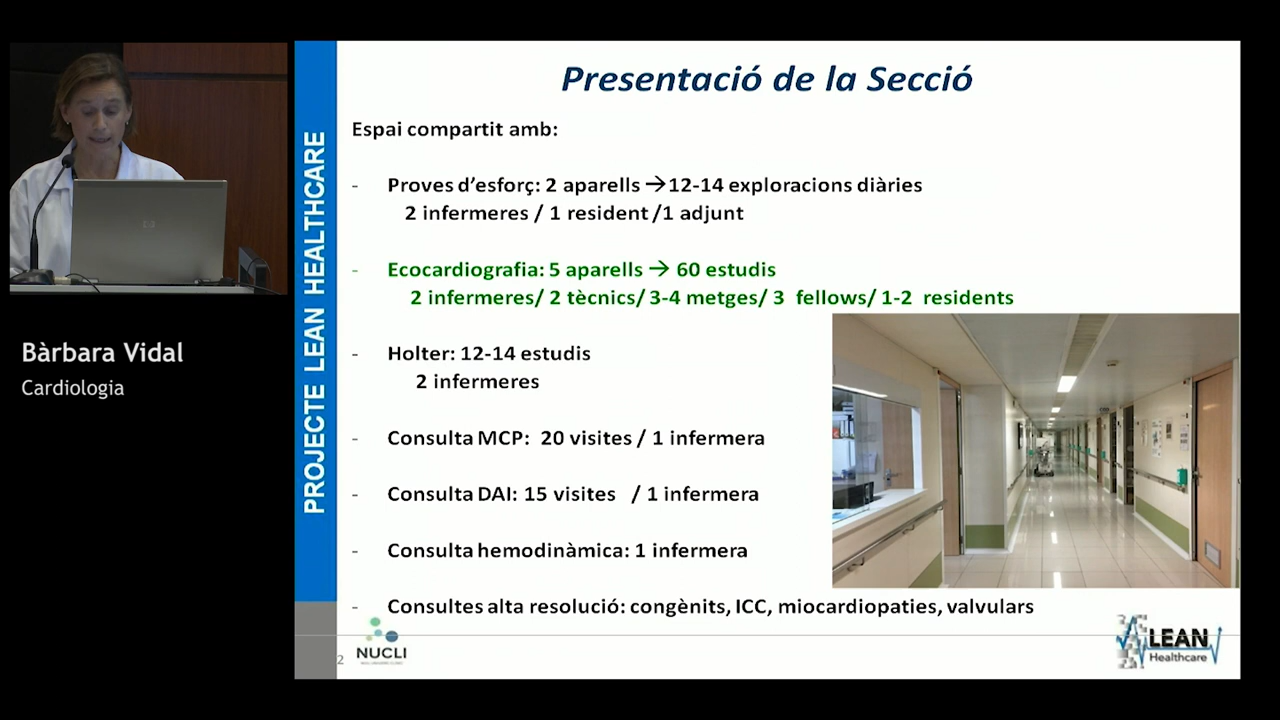 Presentació de la Secció
Espai compartit amb:
- Proves d'esforç: 2 aparells →12-14 exploracions diàries
2 infermeres / 1 resident /1 adjunt
- Ecocardiografia: 5 aparells → 60 estudis
2 infermeres/ 2 tècnics/ 3-4 metges/ 3 fellows/ 1-2 residents
- Holter: 12-14 estudis
2 infermeres
- Consulta MCP: 20 visites / 1 infermera
- Consulta DAI: 15 visites / 1 infermera
- Consulta hemodinàmica: 1 infermera
- Consultes alta resolució: congènits, ICC, miocardiopaties, valvulars
PROJECTE LEAN HEALTHCARE
Bàrbara Vidal
Cardiologia
2
NUCLI
LEAN
Healthcare